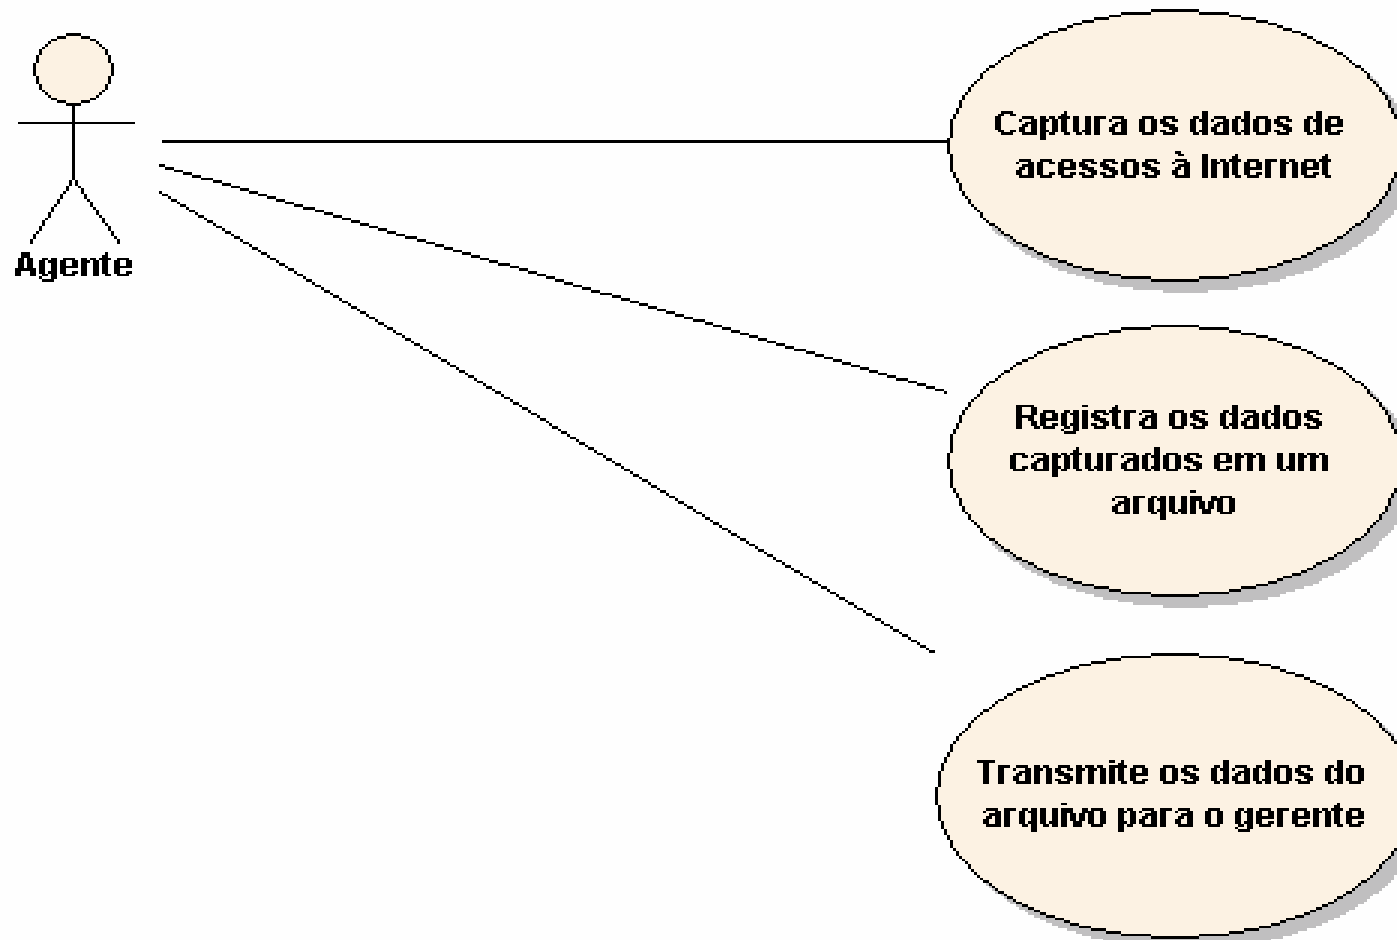 Agente
Captura os dados de
acessos à Internet
Registra os dados
capturados em um
arquivo
Transmite os dados do
arquivo para o gerente